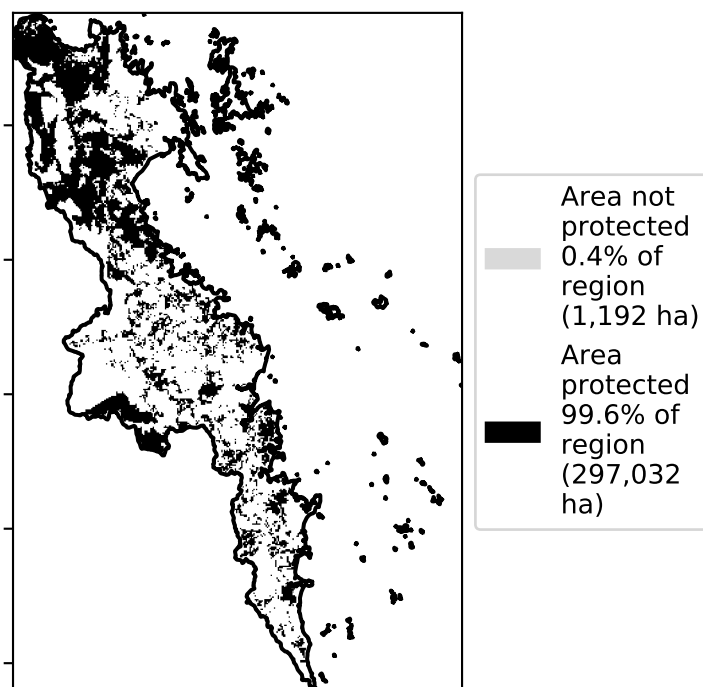 Area not
protected
0.4% of
region
(1,192 ha)
Area
protected
99.6% of
region
(297,032
ha)